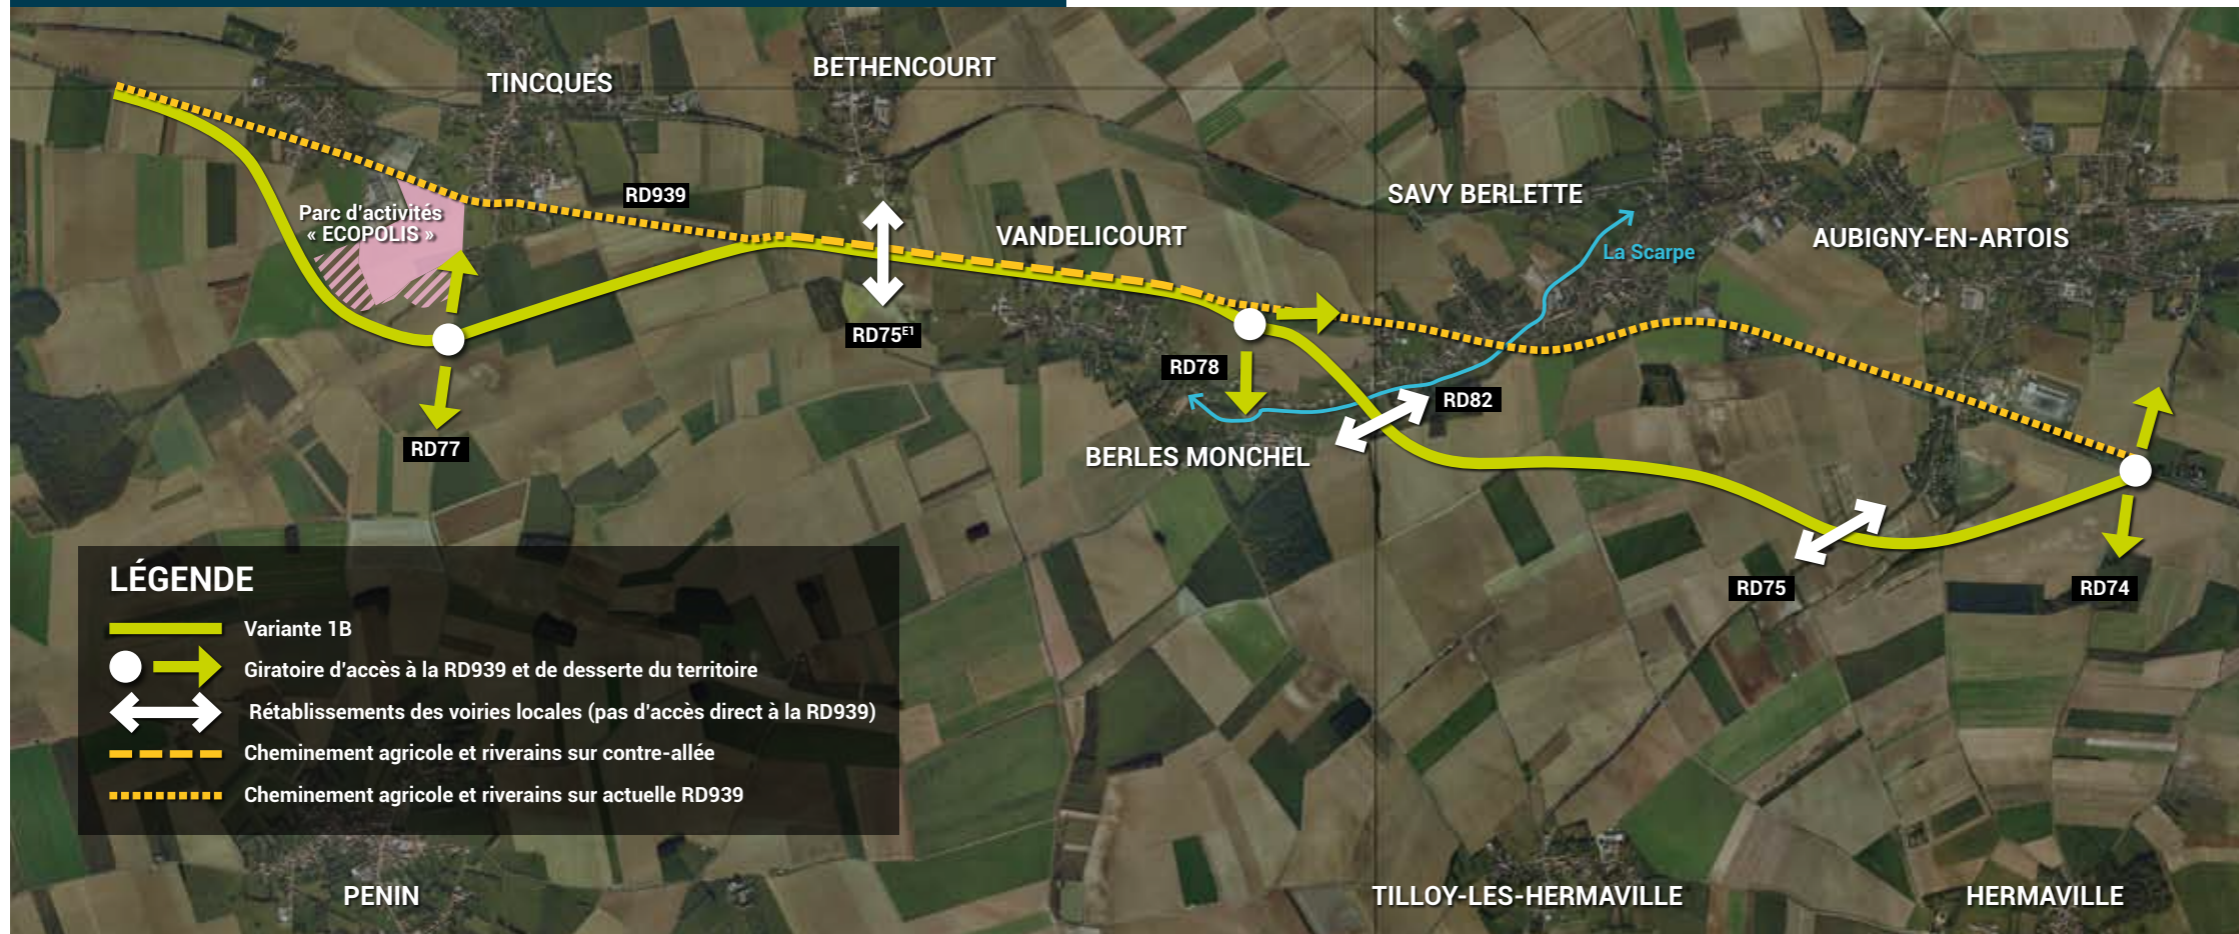 BETHENCOURT
TINCQUES
RD939
SAVY BERLETTE
Parc d'activités
« ECOPOLIS »
VANDELICOURT
AUBIGNY-EN-ARTOIS
La Scarpe
RD75E1
RD78
RD82
RD77
BERLES MONCHEL
RD75
RD74
LÉGENDE
Variante 1B
Giratoire d'accès à la RD939 et de desserte du territoire
Rétablissements des voiries locales (pas d'accès direct à la RD939)
Cheminement agricole et riverains sur contre-allée
Cheminement agricole et riverains sur actuelle RD939
PENIN
TILLOY-LES-HERMAVILLE
HERMAVILLE